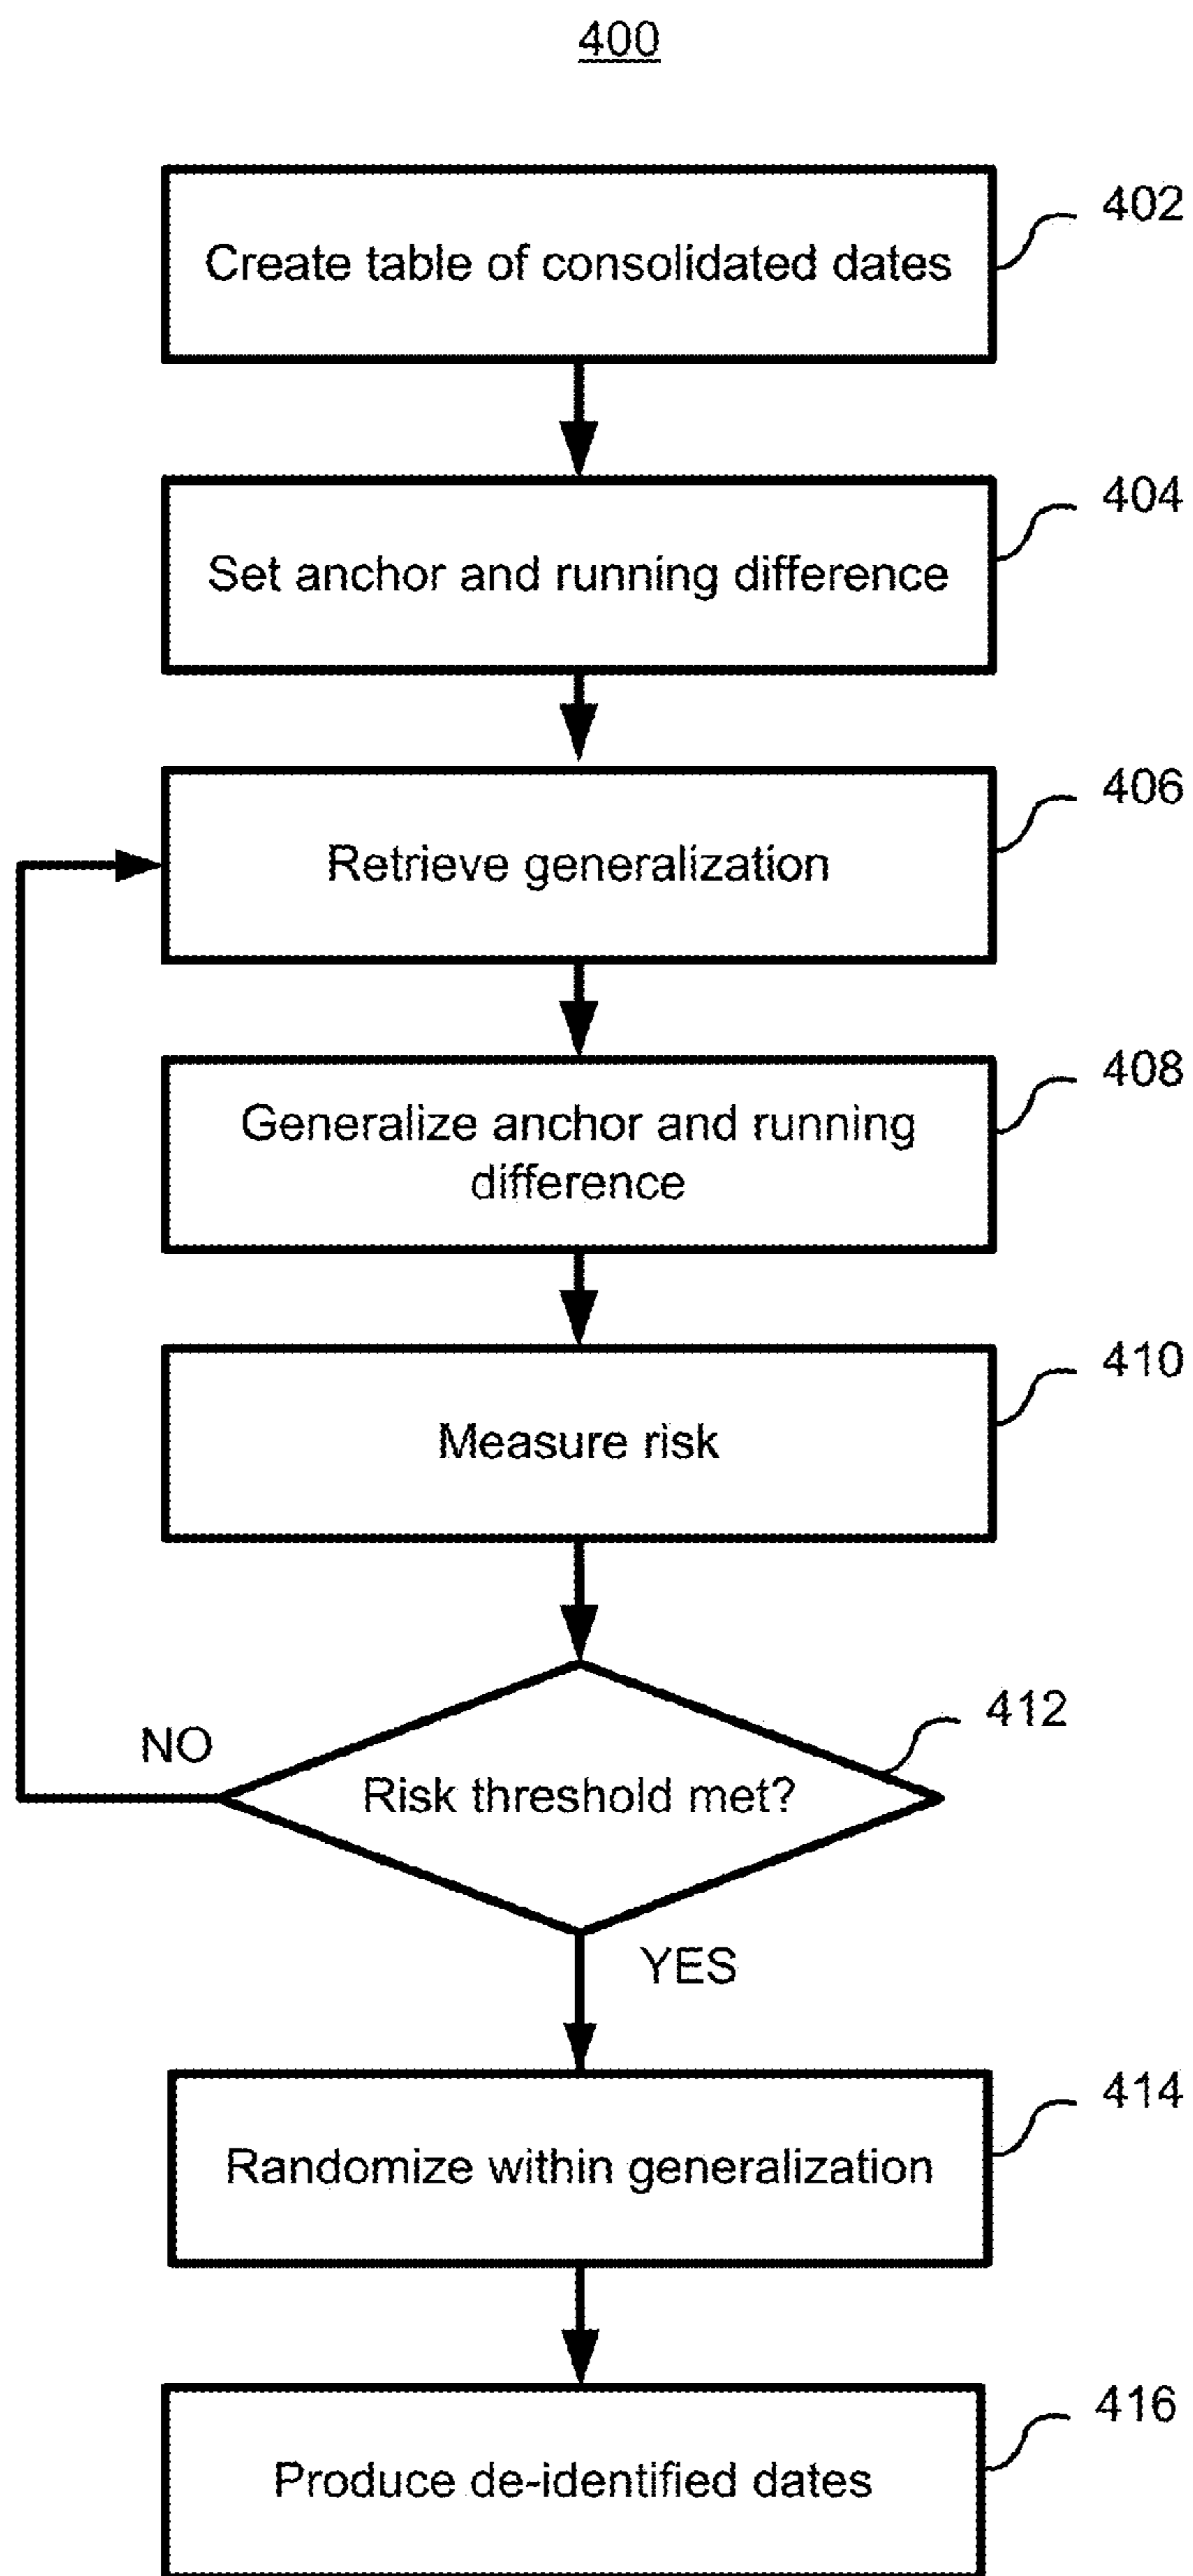 400
Create table of consolidated dates
402
Set anchor and running difference
404
Retrieve generalization
406
Generalize anchor and running
difference
408
Measure risk
410
Risk threshold met?
412
NO
YES
Randomize within generalization
414
Produce de-identified dates
416